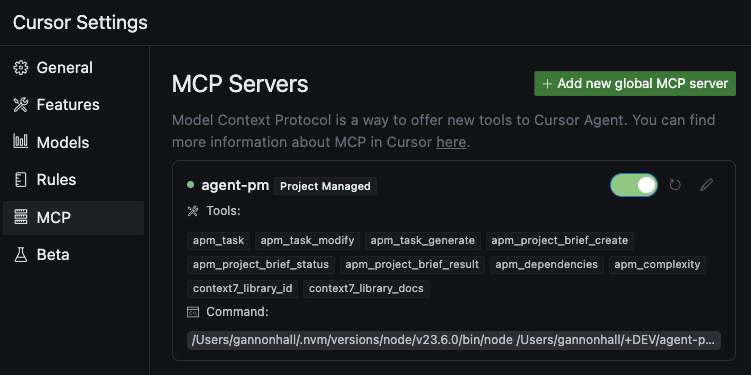 Cursor Settings
General
Features
Models
Rules
MCP
Beta
MCP Servers
+ Add new global MCP server
Model Context Protocol is a way to offer new tools to Cursor Agent. You can find
more information about MCP in Cursor here.
agent-pm Project Managed
Tools:
apm_task apm_task_modify apm_task_generate apm_project_brief_create
apm_project_brief_status apm_project_brief_result apm_dependencies apm_complexity
context7_library_id context7_library_docs
Command:
/Users/gannonhall/.nvm/versions/node/v23.6.0/bin/node /Users/gannonhall/+DEV/agent-p...